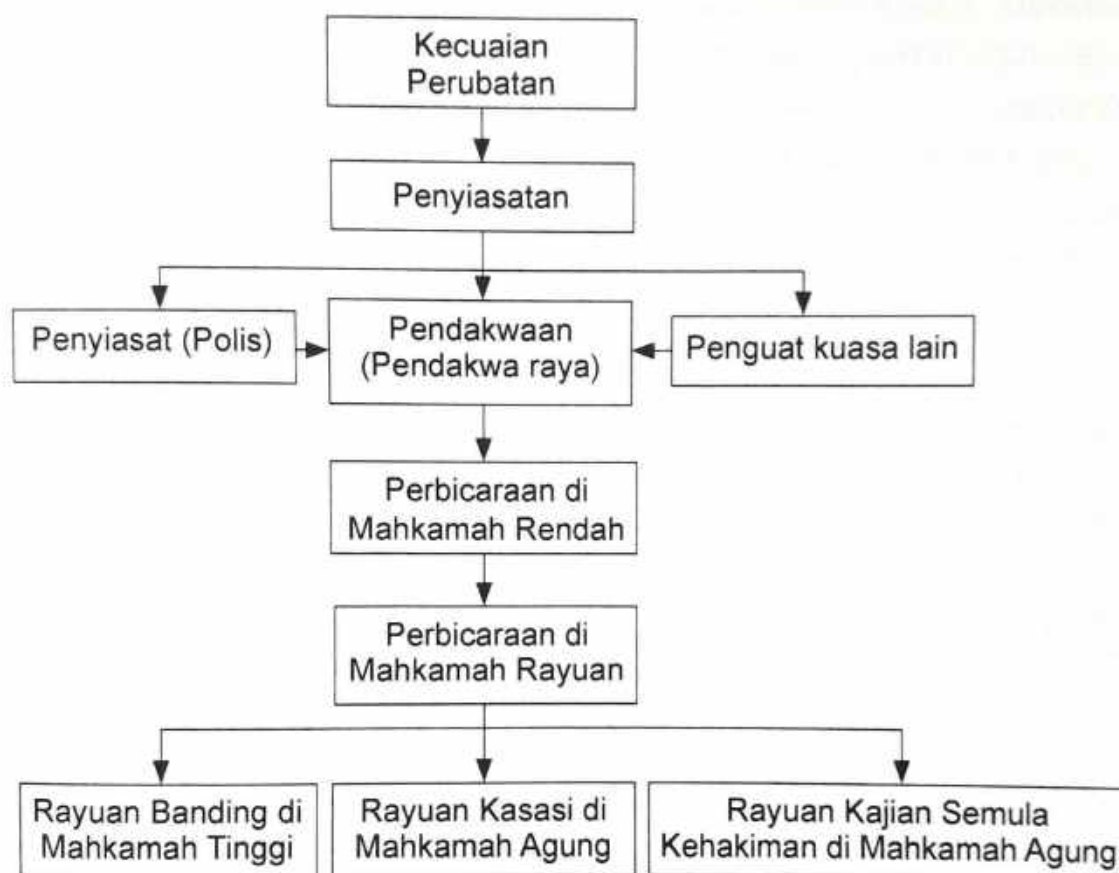 Kecuaian
Perubatan
Penyiasatan
Penyiasat (Polis)
Pendakwaan
(Pendakwa raya)
Penguat kuasa lain
Perbicaraan di
Mahkamah Rendah
Perbicaraan di
Mahkamah Rayuan
Rayuan Banding di
Mahkamah Tinggi
Rayuan Kasasi di
Mahkamah Agung
Rayuan Kajian Semula
Kehakiman di Mahkamah Agung